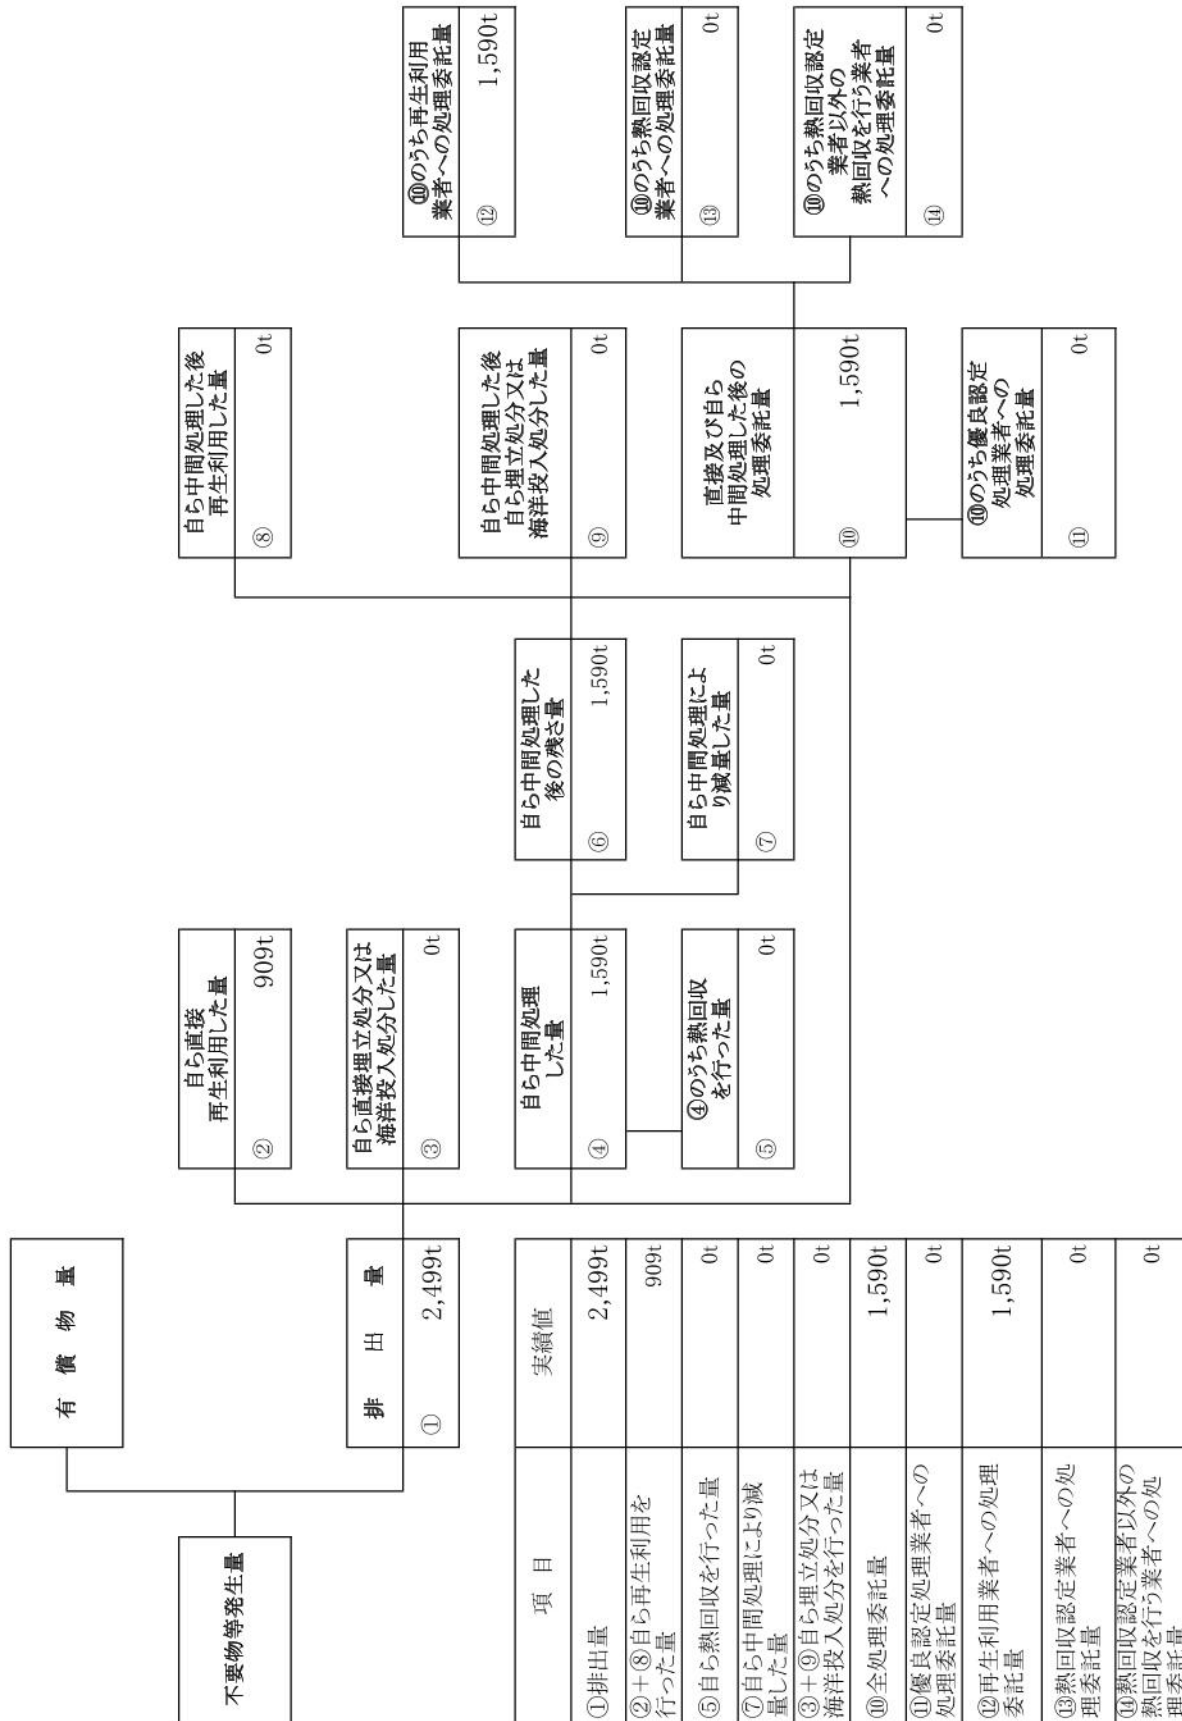 不要物等発生量
有償物量
排出量
① 2,499t
自ら直接
再生利用した量
② 909t
自ら直接埋立処分又は
海洋投入処分した量
③ 0t
自ら中間処理
した量
④ 1,590t
④のうち熱回収
を行った量
⑤ 0t
自ら中間処理した
後の残さ量
⑥ 1,590t
自ら中間処理によ
り減量した量
⑦ 0t
自ら中間処理した後
再生利用した量
⑧ 0t
自ら中間処理した後
自ら埋立処分又は
海洋投入処分した量
⑨ 0t
直接及び自ら
中間処理した後の
処理委託量
⑩ 1,590t
⑩のうち優良認定
処理業者への
処理委託量
⑪ 0t
⑩のうち再生利用
業者への処理委託量
⑫ 1,590t
⑩のうち熱回収認定
業者への処理委託量
⑬ 0t
⑩のうち熱回収認定
業者以外の
熱回収を行う業者
への処理委託量
⑭ 0t
項目 実績値
①排出量 2,499t
②+⑧自ら再生利用を
行った量 909t
⑤自ら熱回収を行った量 0t
⑦自ら中間処理により減
量した量 0t
③+⑨自ら埋立処分又は
海洋投入処分を行った量 0t
⑩全処理委託量 1,590t
⑪優良認定処理業者への
処理委託量 0t
⑫再生利用業者への処理
委託量 1,590t
⑬熱回収認定業者への処
理委託量 0t
⑭熱回収認定業者以外の
熱回収を行う業者への処
理委託量 0t